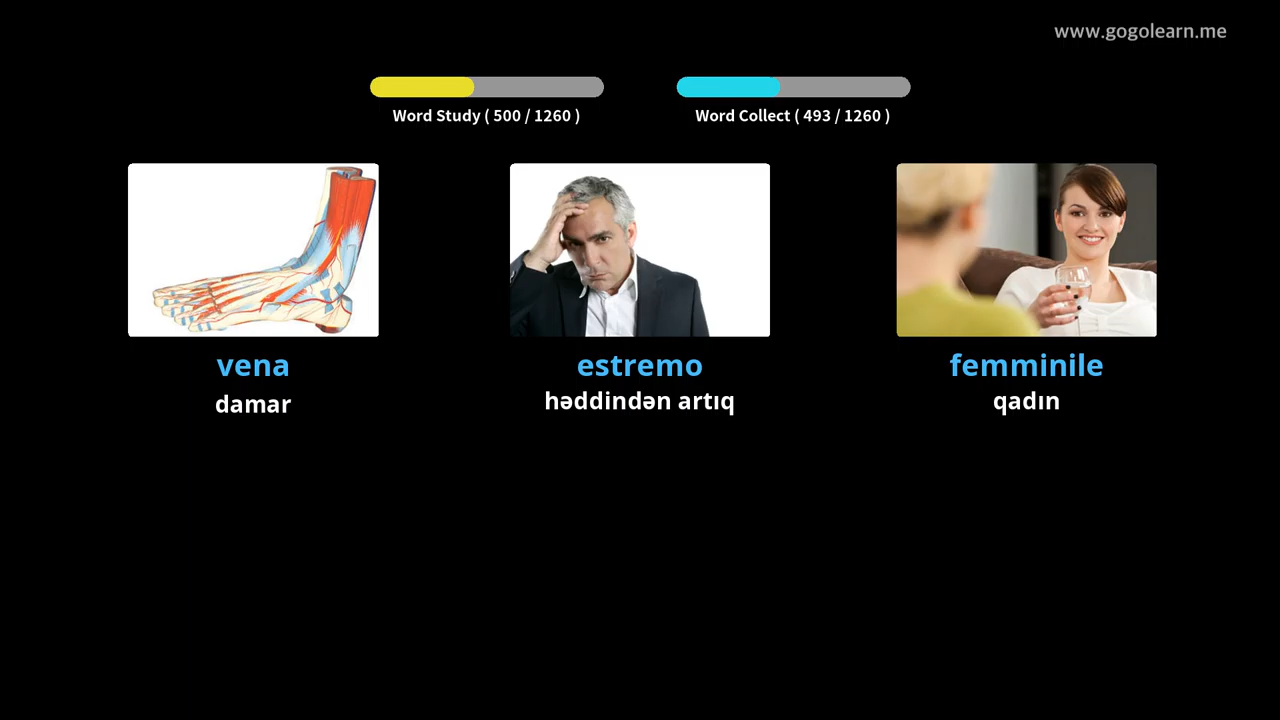 www.gogolearn.me
Word Study ( 500 / 1260 )
Word Collect ( 493 / 1260 )
vena
estremo
femminile
damar
həddindən artıq
qadın